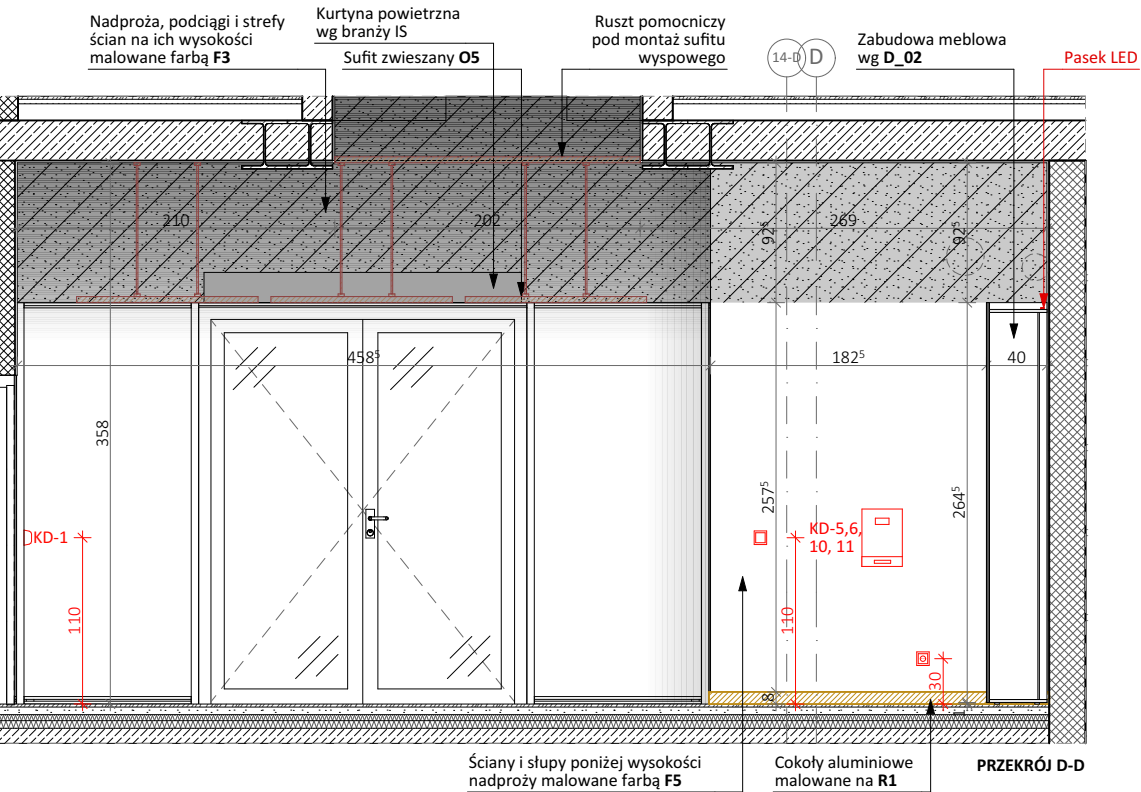 Nadproża, podciągi i strefy
ścian na ich wysokości
malowane farbą F3
Kurtyna powietrzna
wg branży IS
Sufit zwieszany O5
Ruszt pomocniczy
pod montaż sufitu
wyspowego
14-D
D
Zabudowa meblowa
wg D_02
Pasek LED
210
202
269
92⁵
92⁵
458⁵
182⁵
40
358
257⁵
264⁵
KD-1
KD-5,6,
10, 11
110
110
30
8
1
Ściany i słupy poniżej wysokości
nadproży malowane farbą F5
Cokoły aluminiowe
malowane na R1
PRZEKRÓJ D-D